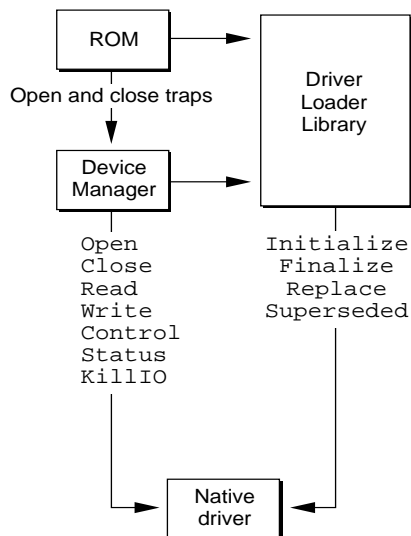 ROM
Driver
Loader
Library
Open and close traps
Device
Manager
Open
Close
Read
Write
Control
Status
KillIO
Initialize
Finalize
Replace
Superseded
Native
driver